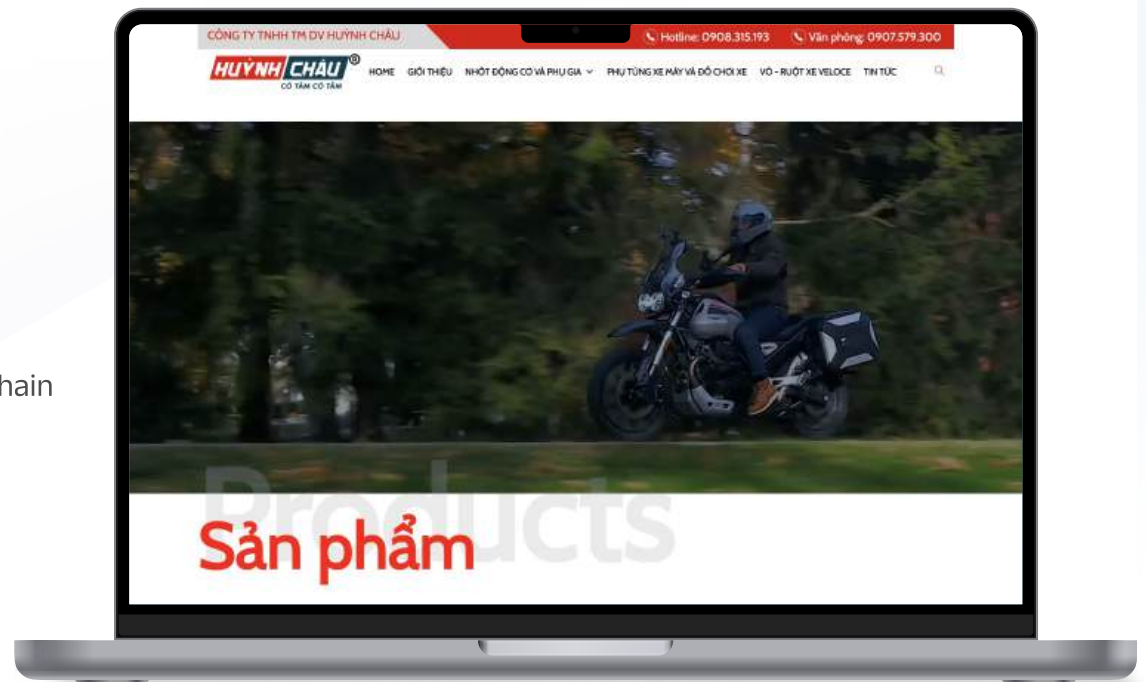 CÔNG TY TNHH TM DV HUỲNH CHÂU
Hotline: 0908.315.193
Văn phòng: 0907.579.300
HUỲNH CHÂU ®
CÓ TÂM CÓ TẦM
HOME GIỚI THIỆU NHỚT ĐỘNG CƠ VÀ PHỤ GIA PHỤ TÙNG XE MÁY VÀ ĐỒ CHƠI XE VỎ - RUỘT XE VELOCE TIN TỨC
hain
Products
Sản phẩm